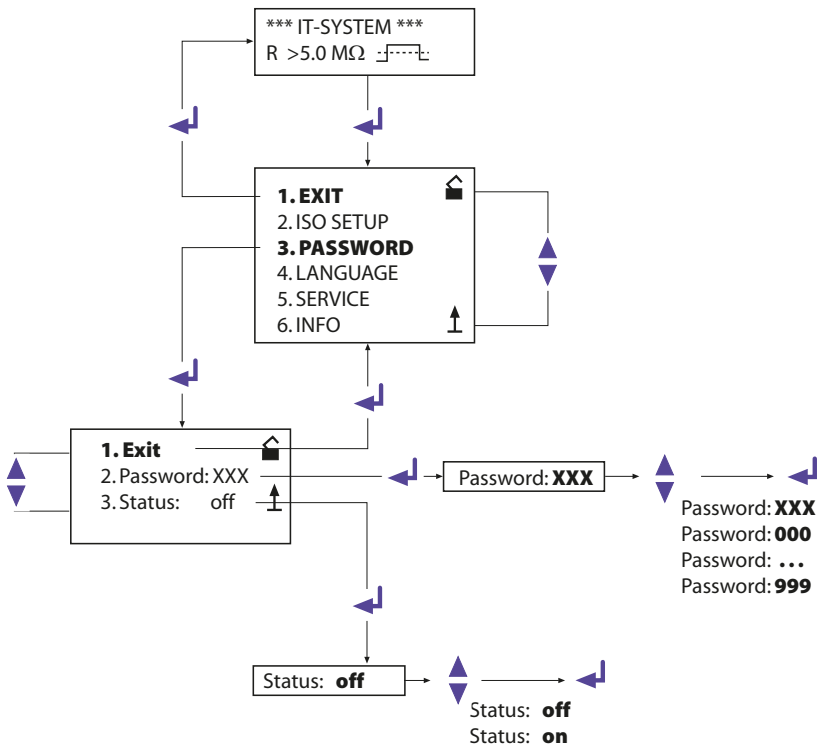 *** IT-SYSTEM ***
R >5.0 MΩ
1. EXIT
2. ISO SETUP
3. PASSWORD
4. LANGUAGE
5. SERVICE
6. INFO
1. Exit
2. Password: XXX
3. Status: off
Password: XXX
Password: XXX
Password: 000
Password: ...
Password: 999
Status: off
Status: off
Status: on